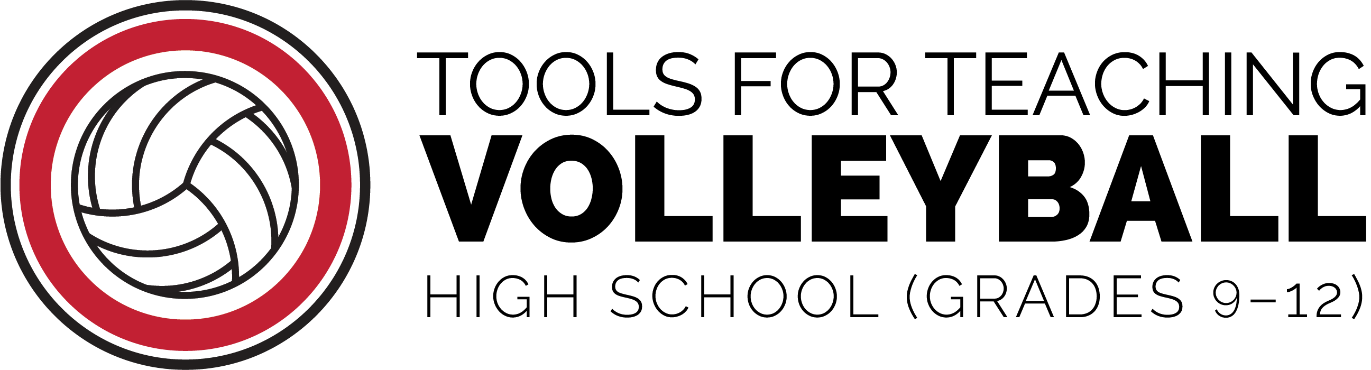 TOOLS FOR TEACHING
VOLLEYBALL
HIGH SCHOOL (GRADES 9–12)